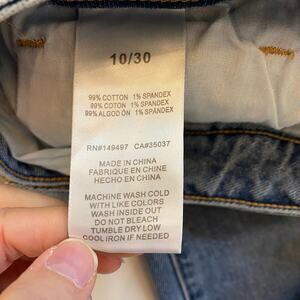 10/30
99% COTTON 1% SPANDEX
99% COTON 1% SPANDEX
99% ALGODÓN 1% SPÁNDEX
RN#149497 CA#35037
MADE IN CHINA
FABRIQUE EN CHINE
HECHO EN CHINA
MACHINE WASH COLD
WITH LIKE COLORS
WASH INSIDE OUT
DO NOT BLEACH
TUMBLE DRY LOW
COOL IRON IF NEEDED